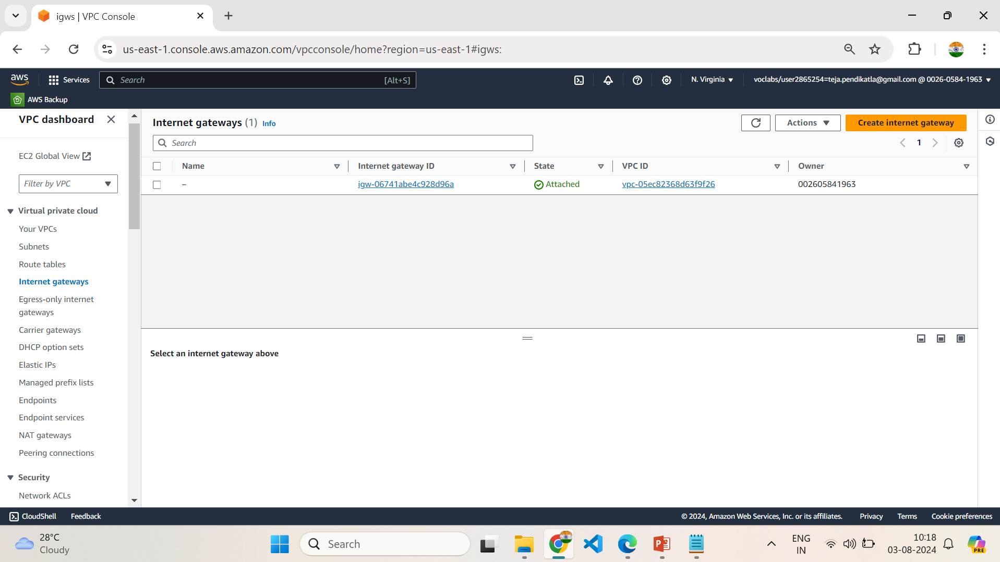 igws | VPC Console
us-east-1.console.aws.amazon.com/vpcconsole/home?region=us-east-1#igws:
aws
Services
Search
[Alt+S]
N. Virginia
voclabs/user2865254=teja.pendikatla@gmail.com @ 0026-0584-1963
AWS Backup
VPC dashboard
EC2 Global View
Filter by VPC
Virtual private cloud
Your VPCs
Subnets
Route tables
Internet gateways
Egress-only internet
gateways
Carrier gateways
DHCP option sets
Elastic IPs
Managed prefix lists
Endpoints
Endpoint services
NAT gateways
Peering connections
Security
Network ACLs
Internet gateways (1) Info
Actions
Create internet gateway
Search
1
Name Internet gateway ID State VPC ID Owner
– igw-06741abe4c928d96a Attached vpc-05ec82368d63f9f26 002605841963
Select an internet gateway above
CloudShell Feedback
© 2024, Amazon Web Services, Inc. or its affiliates. Privacy Terms Cookie preferences
28°C
Cloudy
Search
ENG
IN
10:18
03-08-2024
PRE